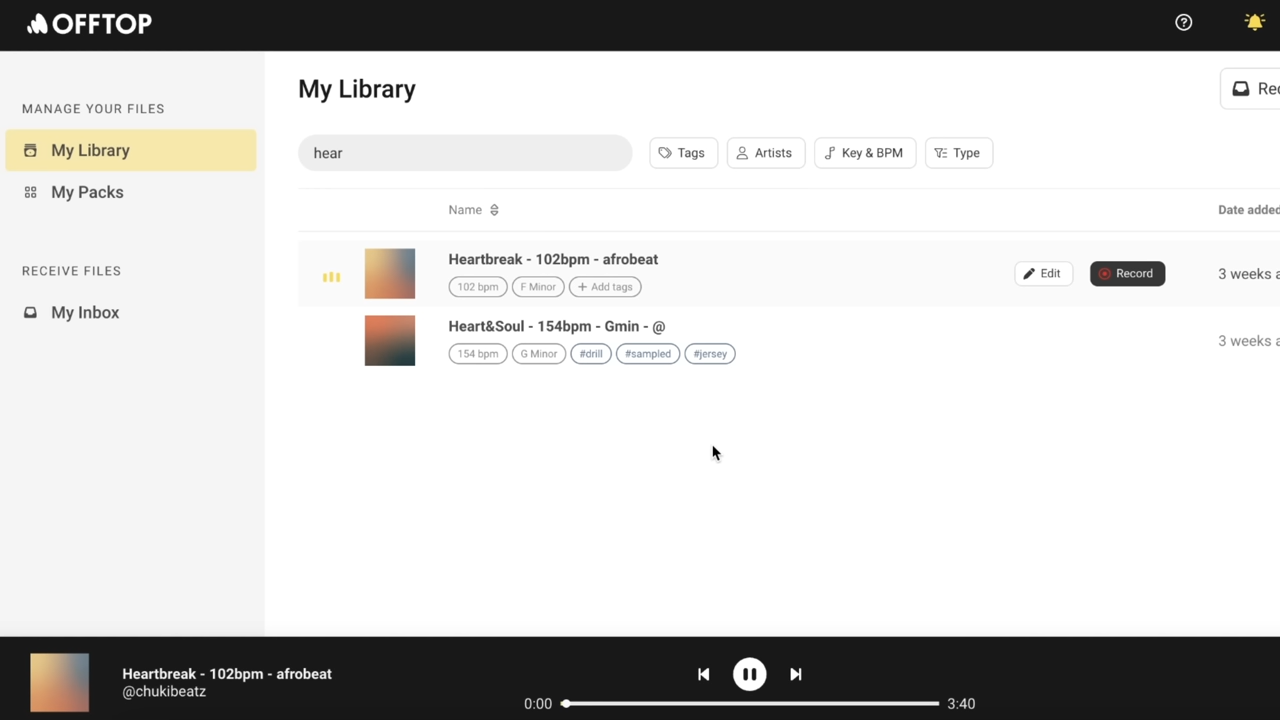 OFFTOP
MANAGE YOUR FILES
My Library
My Packs
RECEIVE FILES
My Inbox
My Library
Rec
hear
Tags
Artists
Key & BPM
Type
Name
Date added
Heartbreak - 102bpm - afrobeat
102 bpm
F Minor
+ Add tags
Edit
Record
3 weeks a
Heart&Soul - 154bpm - Gmin - @
154 bpm
G Minor
#drill
#sampled
#jersey
3 weeks a
Heartbreak - 102bpm - afrobeat
@chukibeatz
0:00
3:40